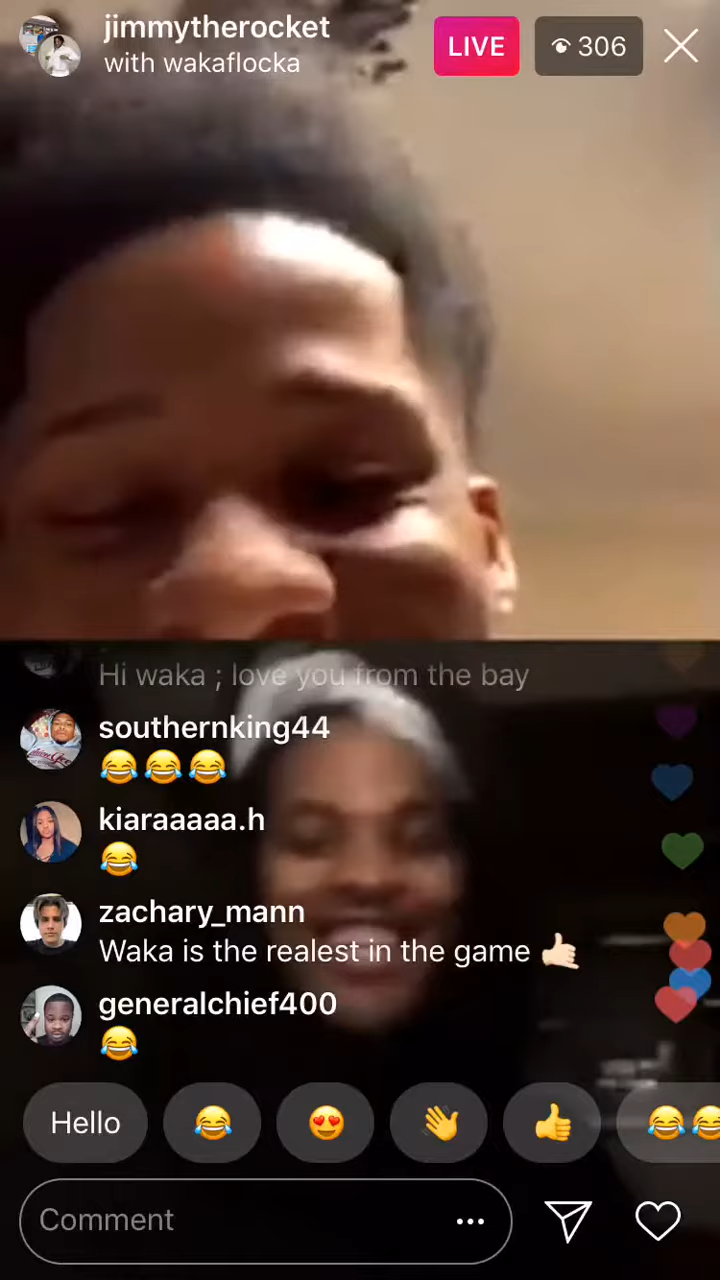 jimmytherocket
with wakaflocka
LIVE
306
Hi waka ; love you from the bay
southernking44
😂😂😂
kiaraaaaa.h
😂
zachary_mann
Waka is the realest in the game 🤙🏻
generalchief400
😂
Hello 😂 😍 👋 👍 😂😂
Comment